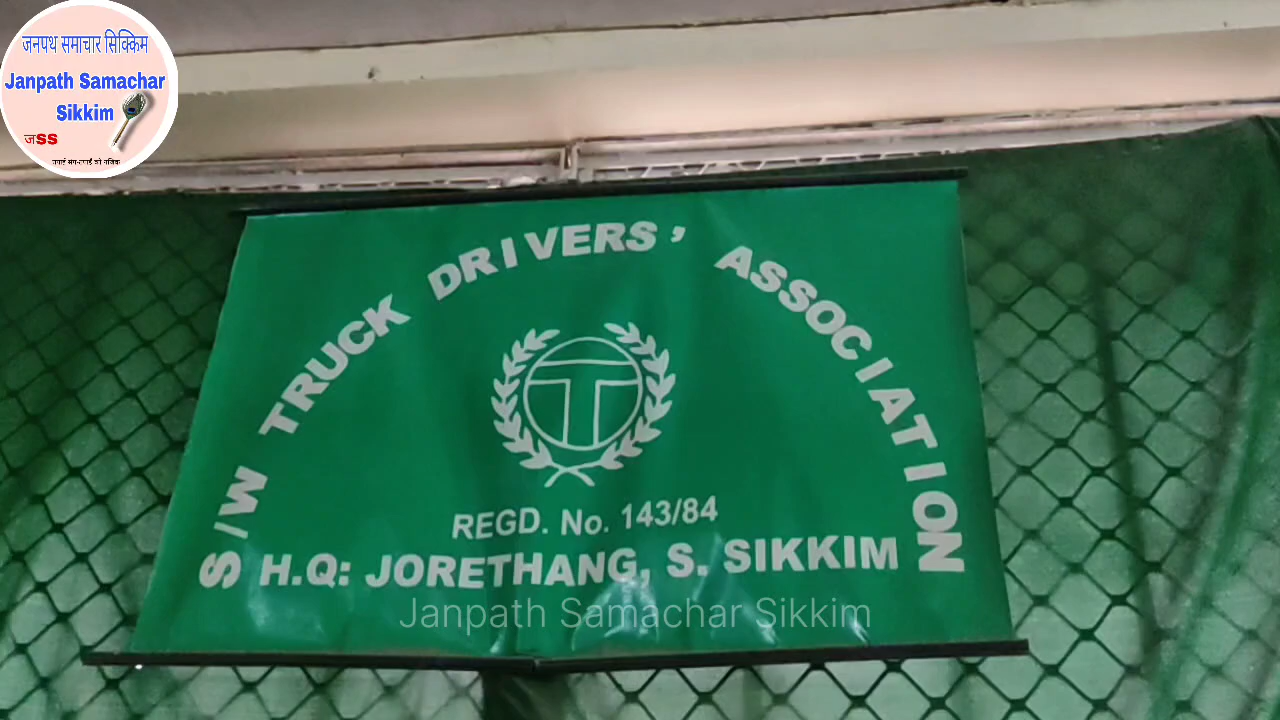 जनपथ समाचार सिक्किम
Janpath Samachar
Sikkim
जSS
S/W TRUCK DRIVERS' ASSOCIATION
T
REGD. No. 143/84
H.Q: JORETHANG, S. SIKKIM
Janpath Samachar Sikkim